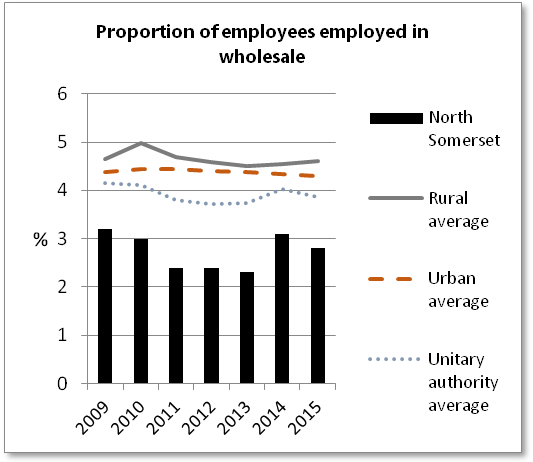 Proportion of employees employed in
wholesale
6
5
4
3
2
1
0
%
2009
2010
2011
2012
2013
2014
2015
North
Somerset
Rural
average
Urban
average
Unitary
authority
average